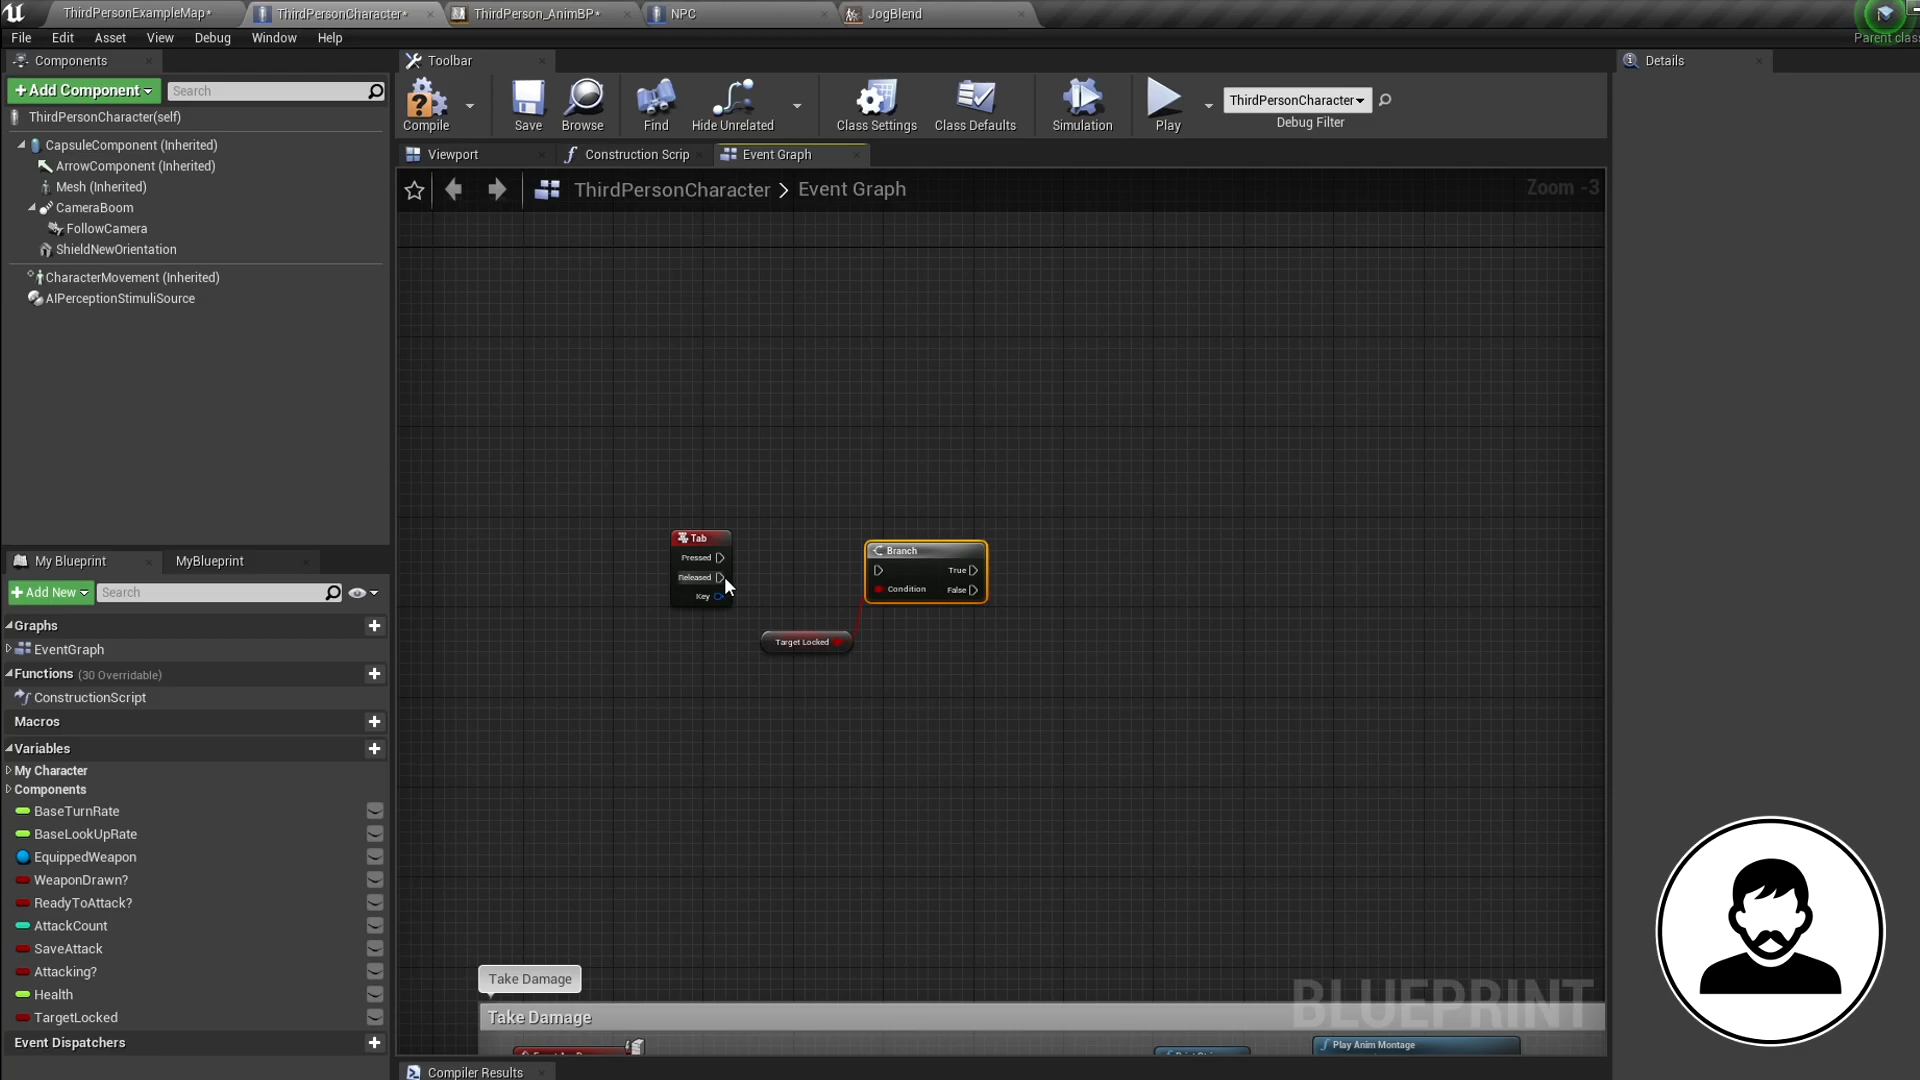 ThirdPersonExampleMap*
ThirdPersonCharacter*
ThirdPerson_AnimBP*
NPC
JogBlend
File Edit Asset View Debug Window Help
Parent class
Components
Toolbar
Details
+Add Component
Search
ThirdPersonCharacter(self)
CapsuleComponent (Inherited)
ArrowComponent (Inherited)
Mesh (Inherited)
CameraBoom
FollowCamera
ShieldNewOrientation
CharacterMovement (Inherited)
AIPerceptionStimuliSource
Compile
Save
Browse
Find
Hide Unrelated
Class Settings
Class Defaults
Simulation
Play
ThirdPersonCharacter
Debug Filter
Viewport
Construction Scrip
Event Graph
ThirdPersonCharacter > Event Graph
Zoom -3
Tab
Pressed
Released
Key
Target Locked
Branch
True
Condition
False
Take Damage
Take Damage
Play Anim Montage
BLUEPRINT
My Blueprint
MyBlueprint
+Add New
Search
Graphs
EventGraph
Functions (30 Overridable)
ConstructionScript
Macros
Variables
My Character
Components
BaseTurnRate
BaseLookUpRate
EquippedWeapon
WeaponDrawn?
ReadyToAttack?
AttackCount
SaveAttack
Attacking?
Health
TargetLocked
Event Dispatchers
Compiler Results